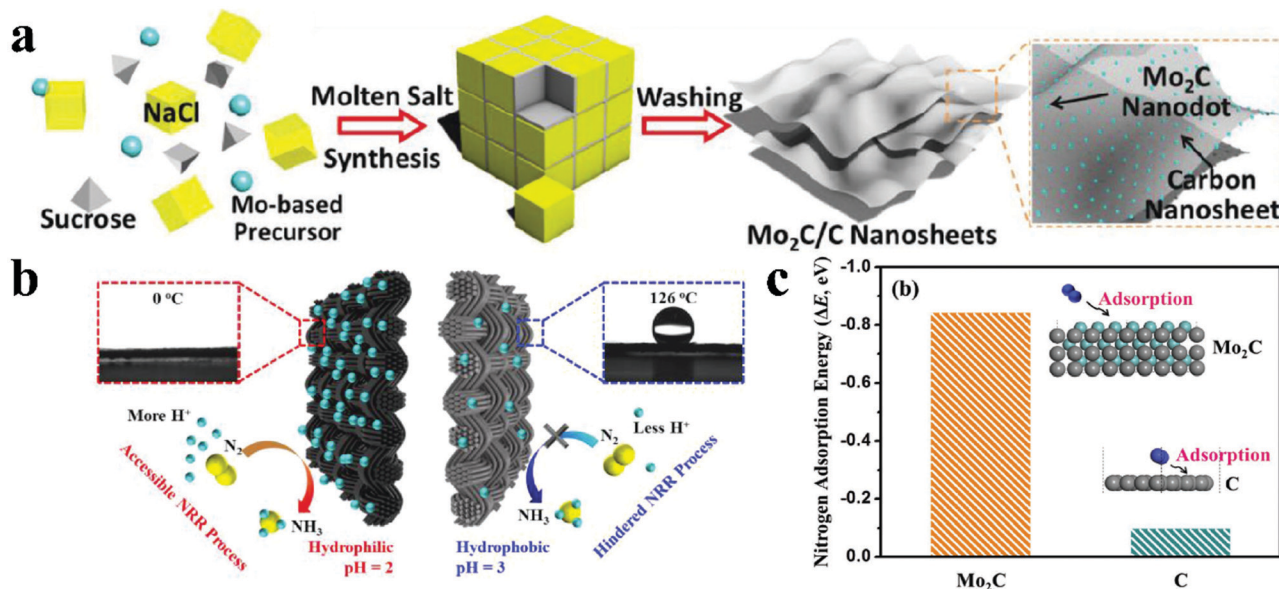 a
NaCl
Sucrose
Mo-based
Precursor
Molten Salt
Synthesis
Washing
Mo₂C/C Nanosheets
Mo₂C
Nanodot
Carbon
Nanosheet
b
0 °C
More H⁺
N₂
NH₃
Accessible NRR Process
Hydrophilic
pH = 2
126 °C
Less H⁺
N₂
NH₃
Hindered NRR Process
Hydrophobic
pH = 3
c
(b)
Nitrogen Adsorption Energy (ΔE, eV)
-1.0
-0.8
-0.6
-0.4
-0.2
0.0
Adsorption
Mo₂C
Adsorption
C
Mo₂C
C